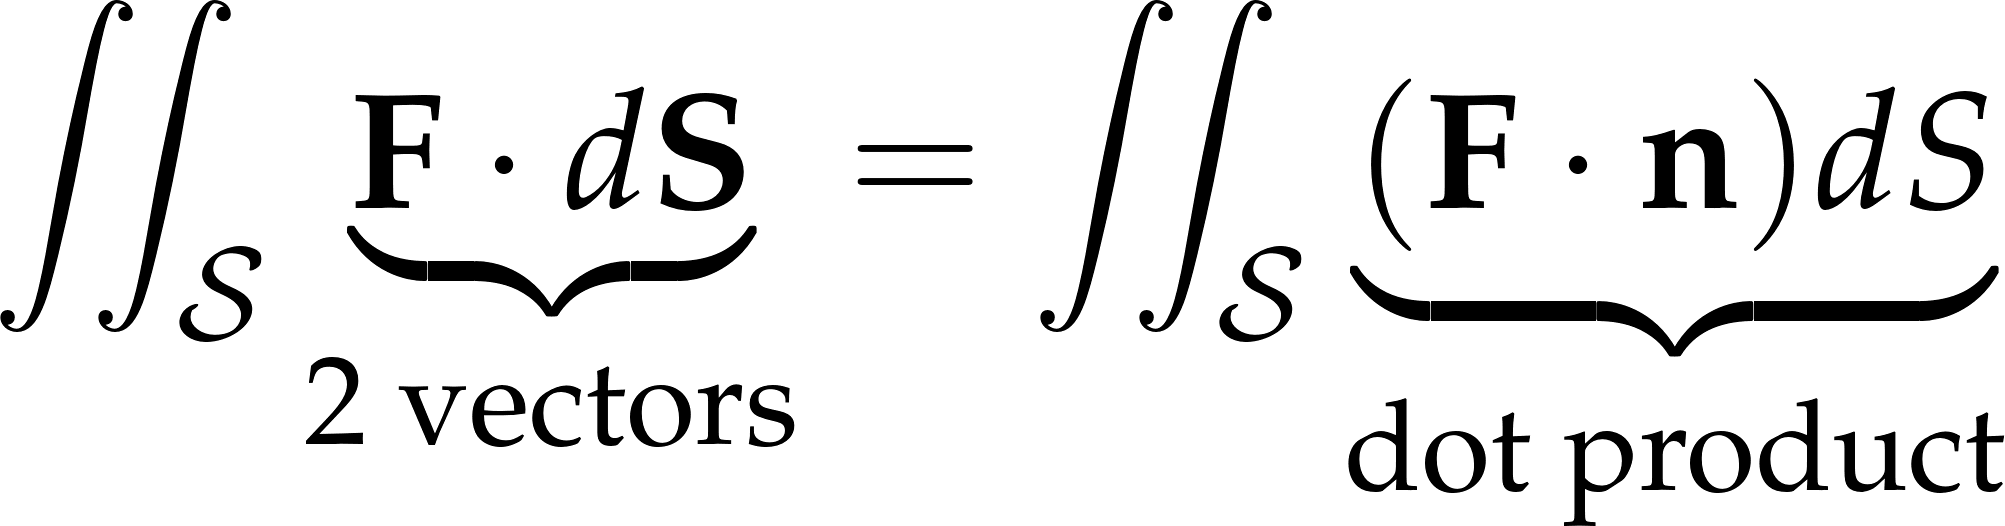 ∬_𝒮 𝐅 · d𝐒 = ∬_𝒮 (𝐅 · 𝐧)dS
2 vectors
dot product